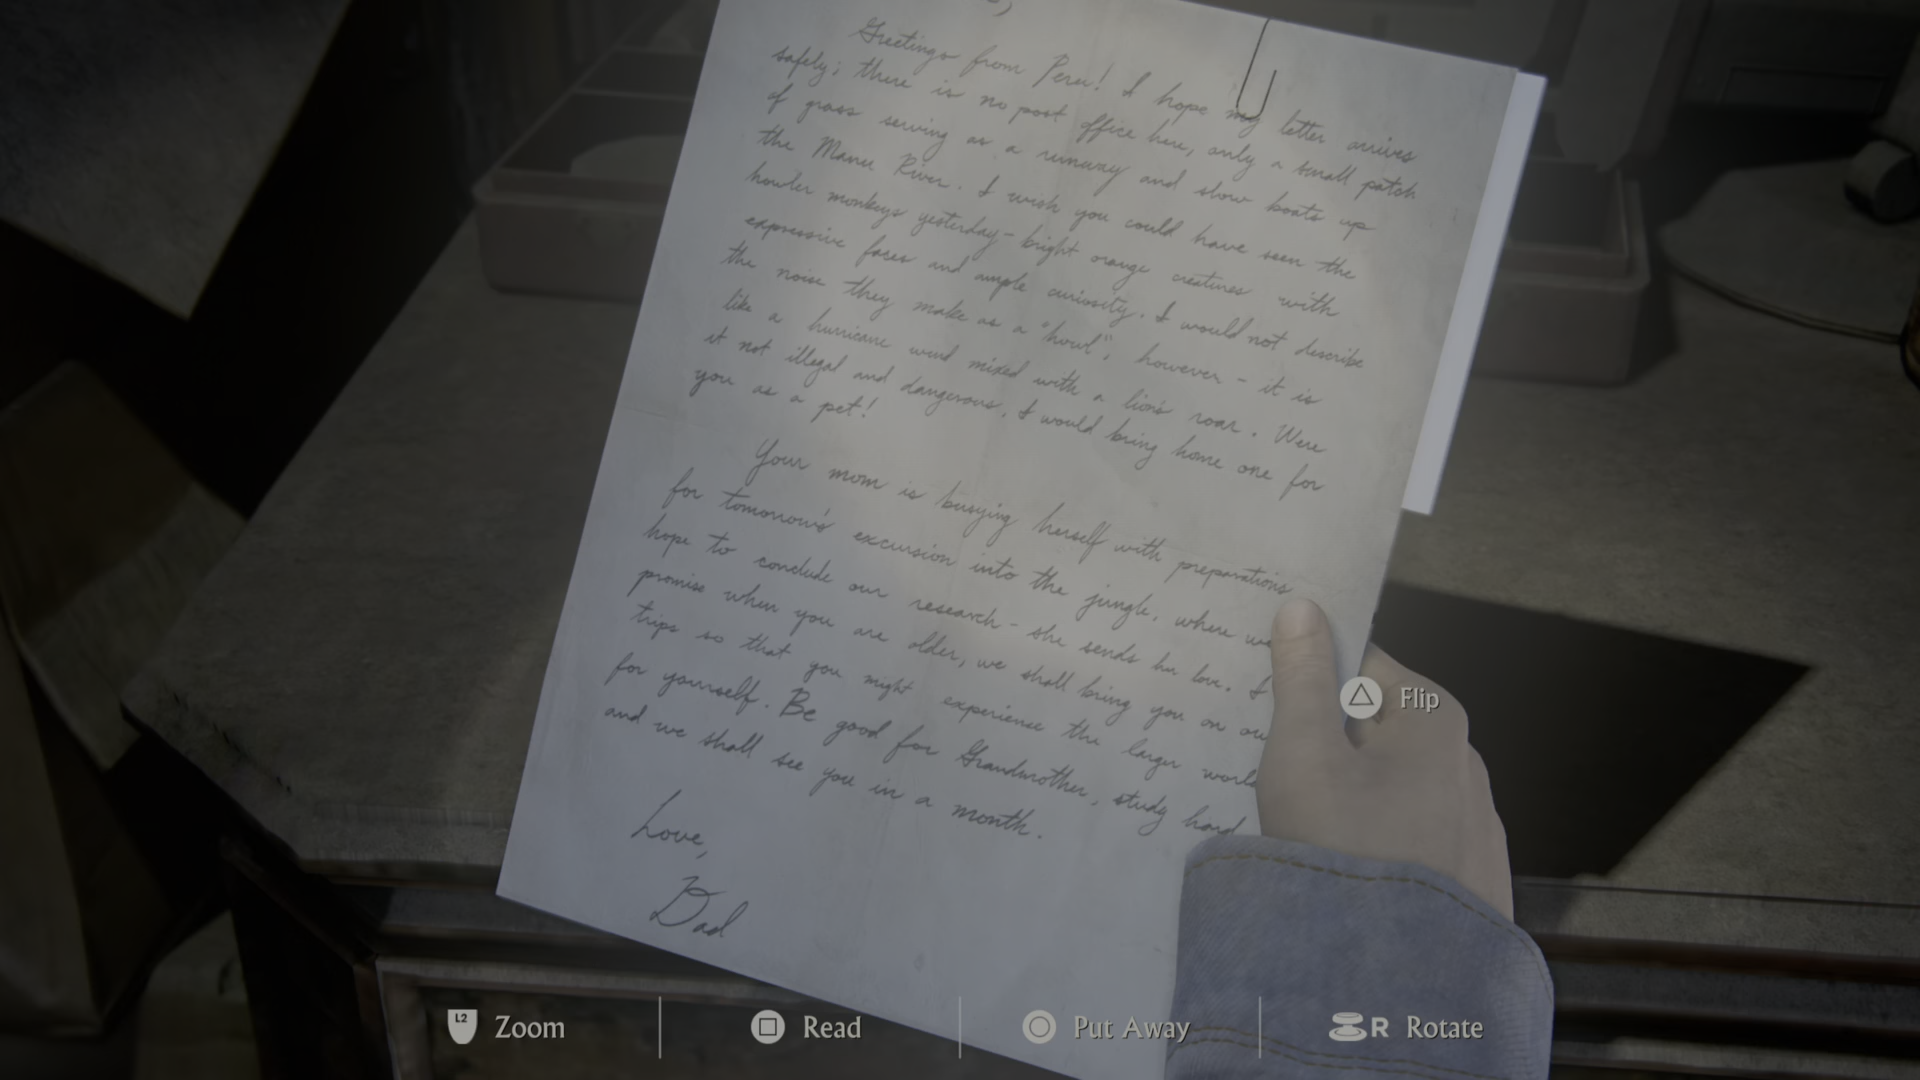 Greetings from Peru! I hope my letter arrives
safely; there is no post office here, only a small patch
of grass serving as a runway and slow boats up
the Manu River. I wish you could have seen the
howler monkeys yesterday - bright orange creatures with
expressive faces and ample curiosity. I would not describe
the noise they make as a "howl", however - it is
like a hurricane wind mixed with a lion's roar. Were
it not illegal and dangerous, I would bring home one for
you as a pet!
Your mom is busying herself with preparations
for tomorrow's excursion into the jungle, where we
hope to conclude our research - she sends her love. I
promise when you are older, we shall bring you on ou
trips so that you might experience the larger world
for yourself. Be good for Grandmother, study hard
and we shall see you in a month.
Love,
Dad
Flip
L2 Zoom
Read
Put Away
R Rotate